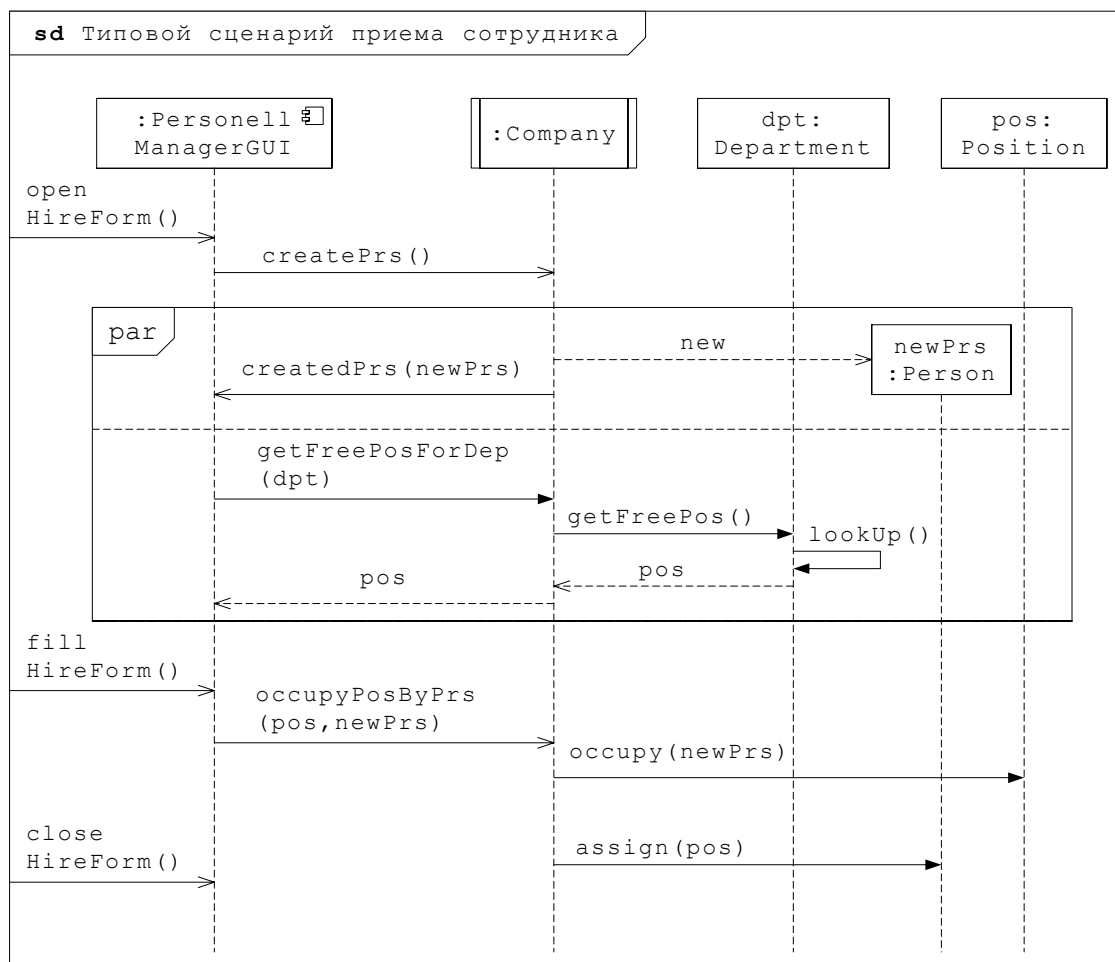 sd Типовой сценарий приема сотрудника
:Personell
ManagerGUI
:Company
dpt:
Department
pos:
Position
open
HireForm()
createPrs()
par
new
newPrs
:Person
createdPrs(newPrs)
getFreePosForDep
(dpt)
getFreePos()
lookUp()
pos
pos
fill
HireForm()
occupyPosByPrs
(pos,newPrs)
occupy(newPrs)
close
HireForm()
assign(pos)